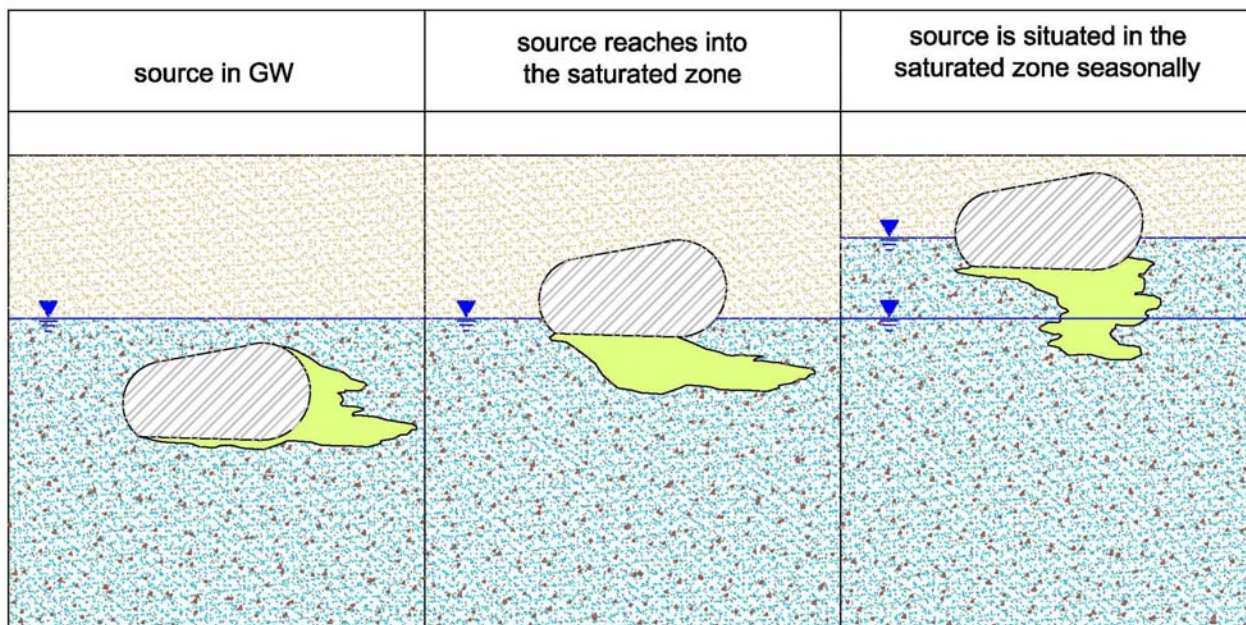 source in GW
source reaches into
the saturated zone
source is situated in the
saturated zone seasonally